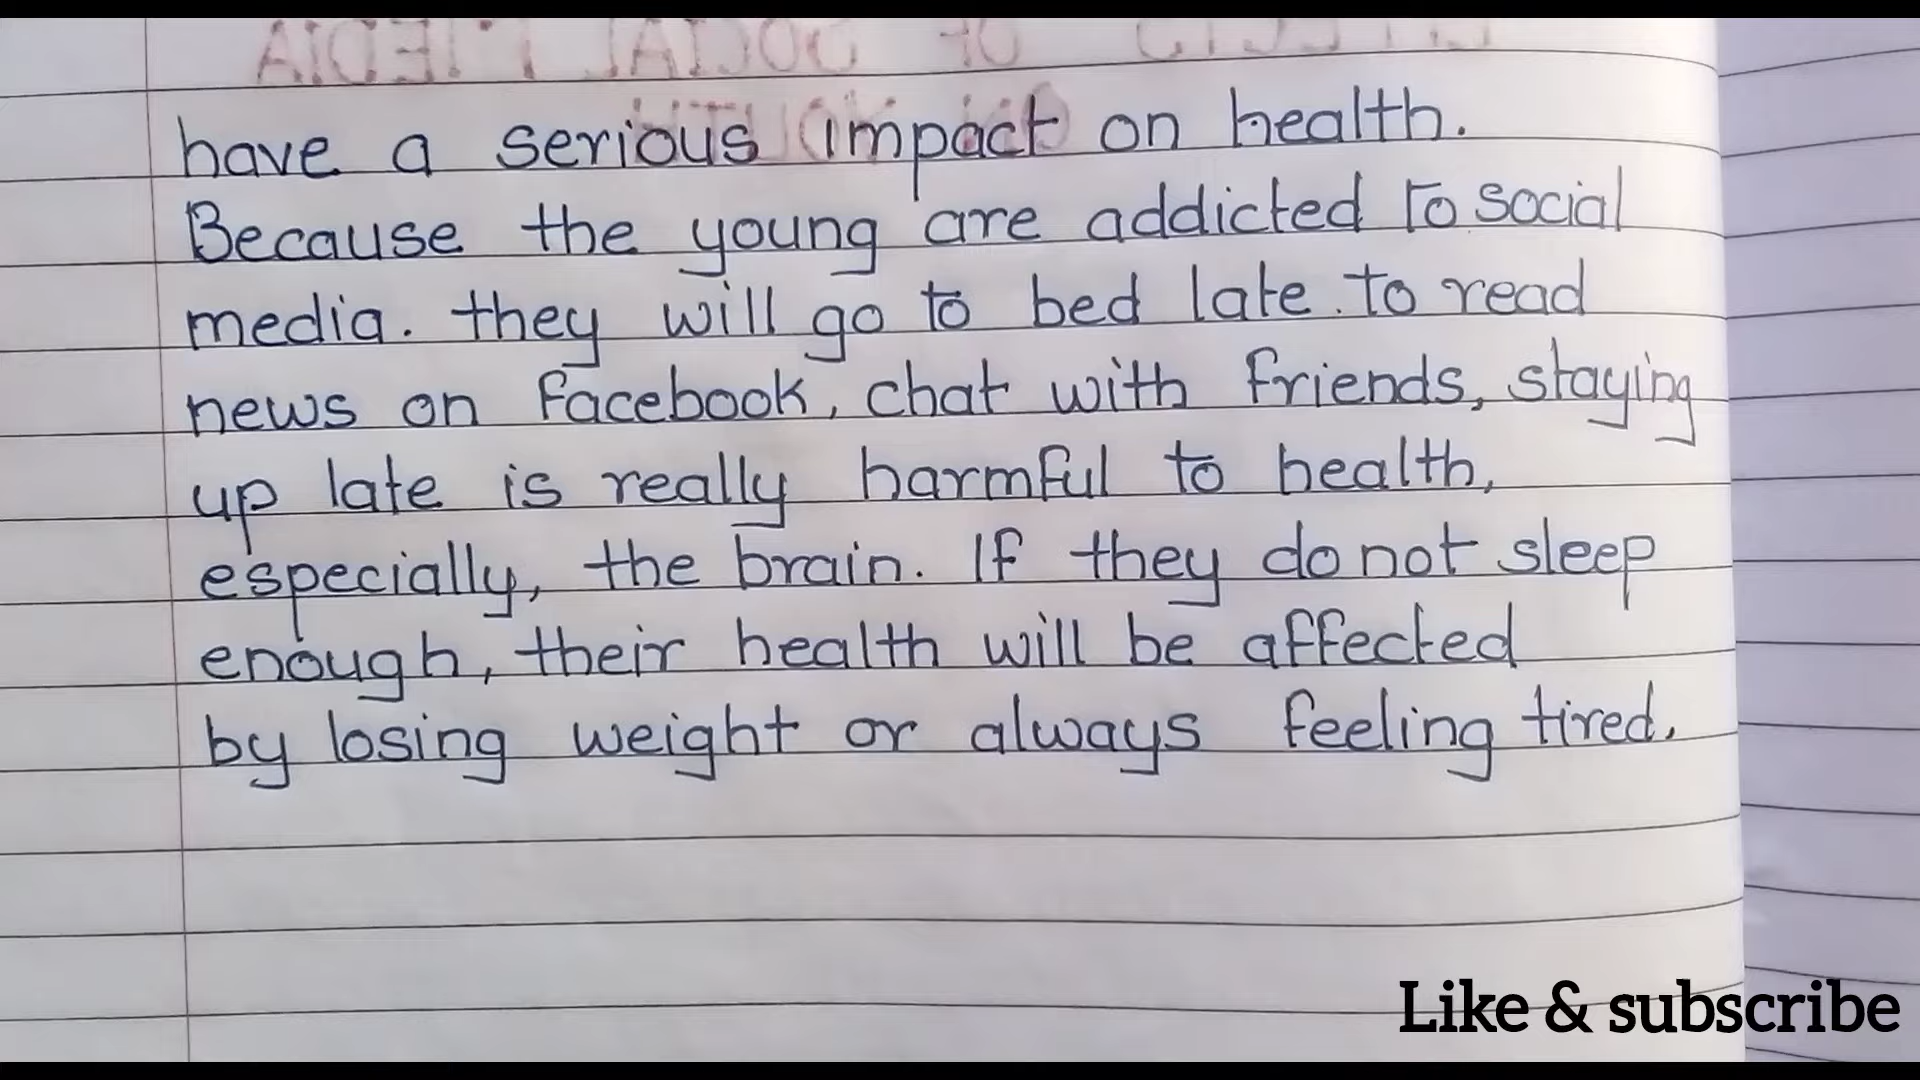 have a serious impact on health.
Because the young are addicted to social
media. they will go to bed late. to read
news on facebook, chat with friends, staying
up late is really harmful to health,
especially, the brain. If they do not sleep
enough, their health will be affected
by losing weight or always feeling tired.
Like & subscribe